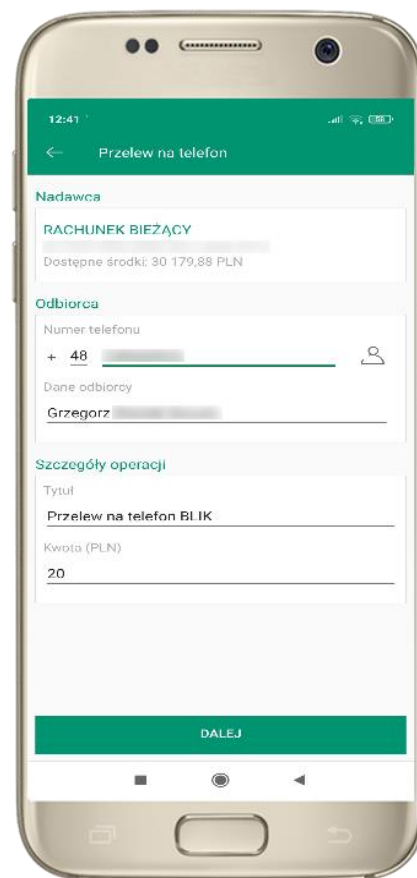 12:41
Przelew na telefon
Nadawca
RACHUNEK BIEŻĄCY
Dostępne środki: 30 179,88 PLN
Odbiorca
Numer telefonu
+ 48
Dane odbiorcy
Grzegorz
Szczegóły operacji
Tytuł
Przelew na telefon BLIK
Kwota (PLN)
20
DALEJ